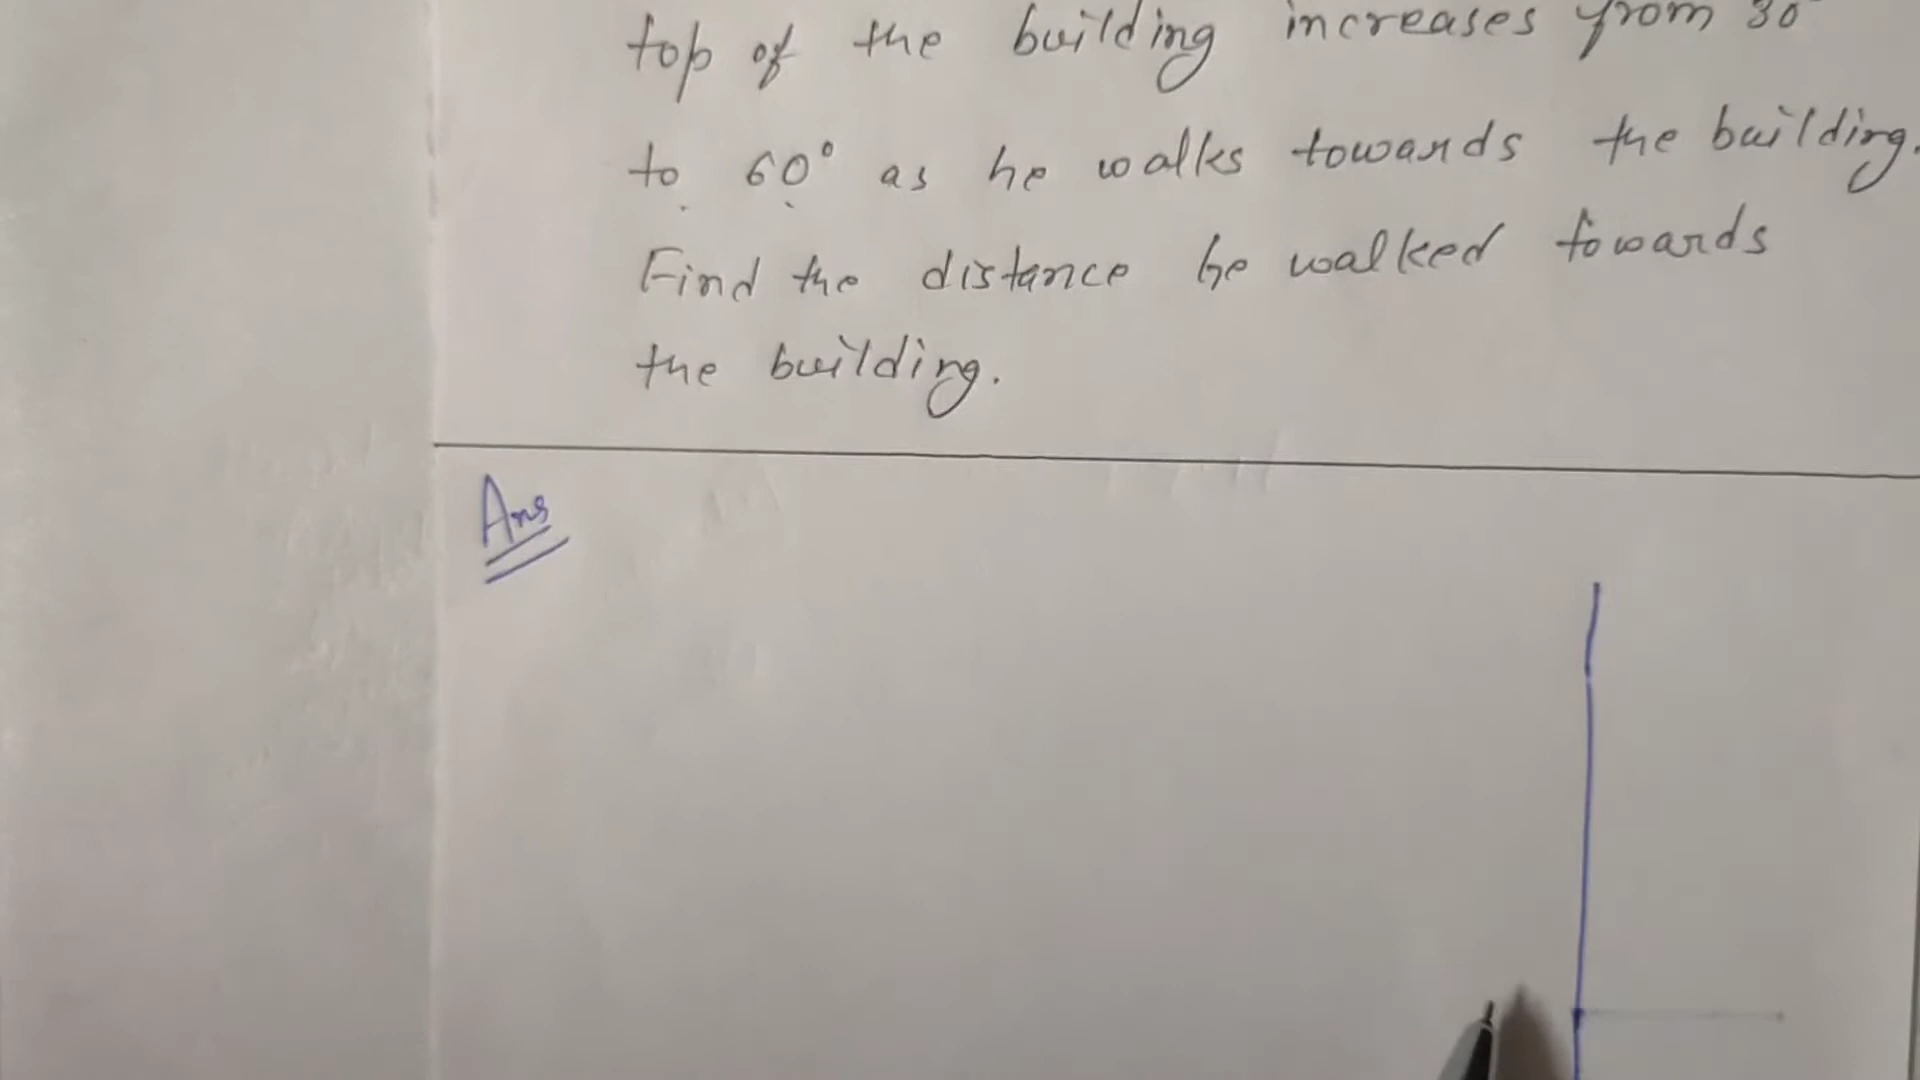 top of the building increases from 30°
to 60° as he walks towards the building.
Find the distance he walked towards
the building.
Ans